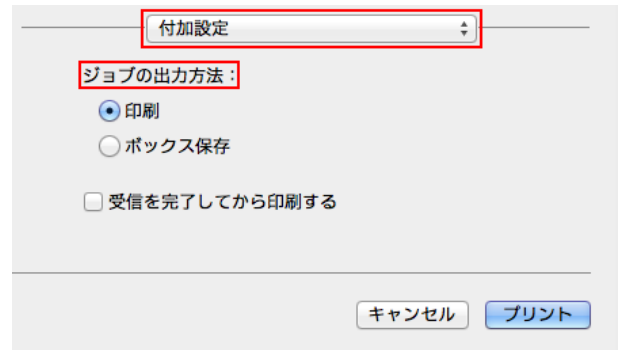 付加設定
ジョブの出力方法：
印刷
ボックス保存
受信を完了してから印刷する
キャンセル
プリント